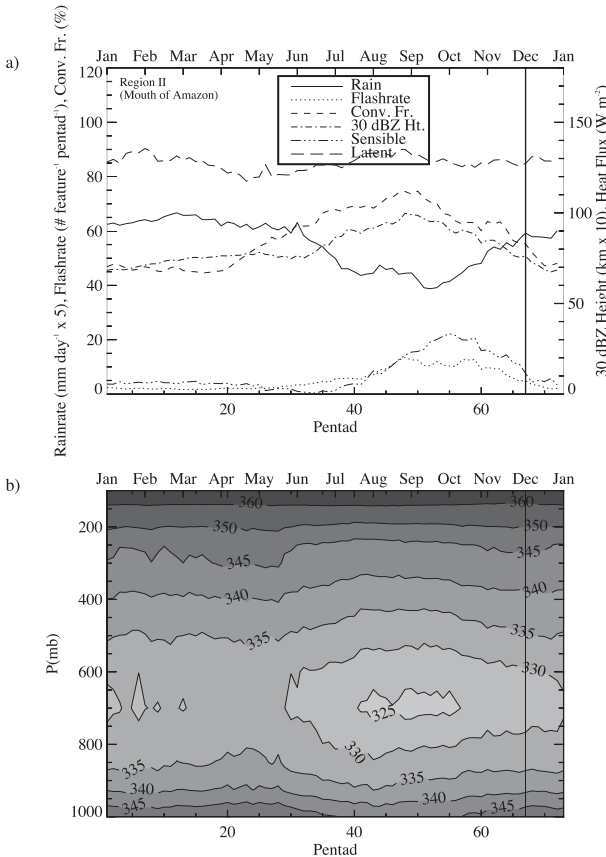 a)
Rainrate (mm day⁻¹ x 5), Flashrate (# feature⁻¹ pentad⁻¹), Conv. Fr. (%)
30 dBZ Height (km x 10), Heat Flux (W m⁻²)
Jan Feb Mar Apr May Jun Jul Aug Sep Oct Nov Dec Jan
Region II
(Mouth of Amazon)
Rain
Flashrate
Conv. Fr.
30 dBZ Ht.
Sensible
Latent
120
100
80
60
40
20
0
150
100
50
0
20 40 60
Pentad
b)
Jan Feb Mar Apr May Jun Jul Aug Sep Oct Nov Dec Jan
P(mb)
200
400
600
800
1000
360 360
350 350
345 345
340 340
335 335
330
325
330
335 335
340 340
345 345
20 40 60
Pentad